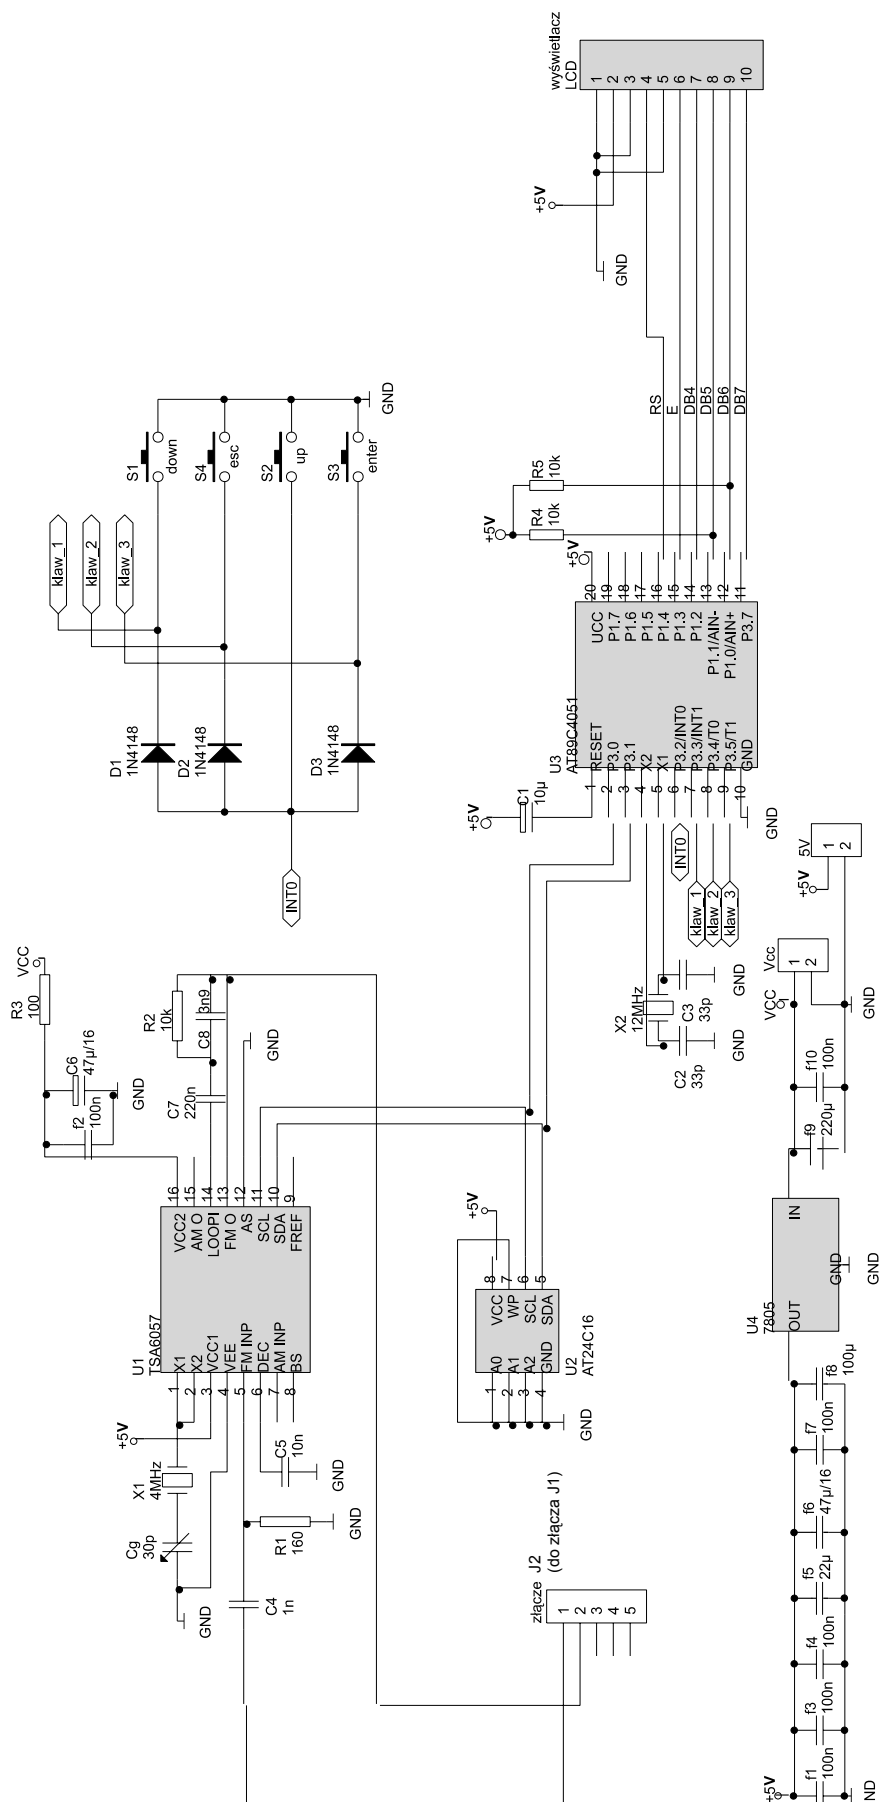 wyświetlacz
LCD
1
2
3
4
5
6
7
8
9
10
+5V
GND
RS
E
DB4
DB5
DB6
DB7
klaw_1
klaw_2
klaw_3
S1
down
S4
esc
S2
up
S3
enter
GND
D1
1N4148
D2
1N4148
D3
1N4148
INT0
+5V
R4
10k
R5
10k
+5V
U3
AT89C4051
20
19
18
17
16
15
14
13
12
11
UCC
P1.7
P1.6
P1.5
P1.4
P1.3
P1.2
P1.1/AIN-
P1.0/AIN+
P3.7
RESET
P3.0
P3.1
X2
X1
P3.2/INT0
P3.3/INT1
P3.4/T0
P3.5/T1
GND
1
2
3
4
5
6
7
8
9
10
+5V
C1
10µ
GND
INT0
klaw_1
klaw_2
klaw_3
X2
12MHz
C3
33p
GND
C2
33p
GND
VCC
R3
100
C6
47µ/16
f2
100n
GND
R2
10k
C8
3n9
C7
220n
GND
U1
TSA6057
16
15
14
13
12
11
10
9
VCC2
AM O
LOOPI
FM O
AS
SCL
SDA
FREF
X1
X2
VCC1
VEE
FM INP
DEC
AM INP
BS
1
2
3
4
5
6
7
8
+5V
X1
4MHz
Cg
30p
GND
C5
10n
GND
R1
160
GND
C4
1n
+5V
U2
AT24C16
8
7
6
5
VCC
WP
SCL
SDA
A0
A1
A2
GND
1
2
3
4
GND
złącze J2
(do złącza J1)
1
2
3
4
5
5V
1
2
+5V
Vcc
1
2
VCC
GND
f10
100n
f9
220µ
U4
7805
IN
OUT
GND
GND
f8
100µ
f7
100n
f6
47µ/16
f5
22µ
f4
100n
f3
100n
f1
100n
+5V
ND